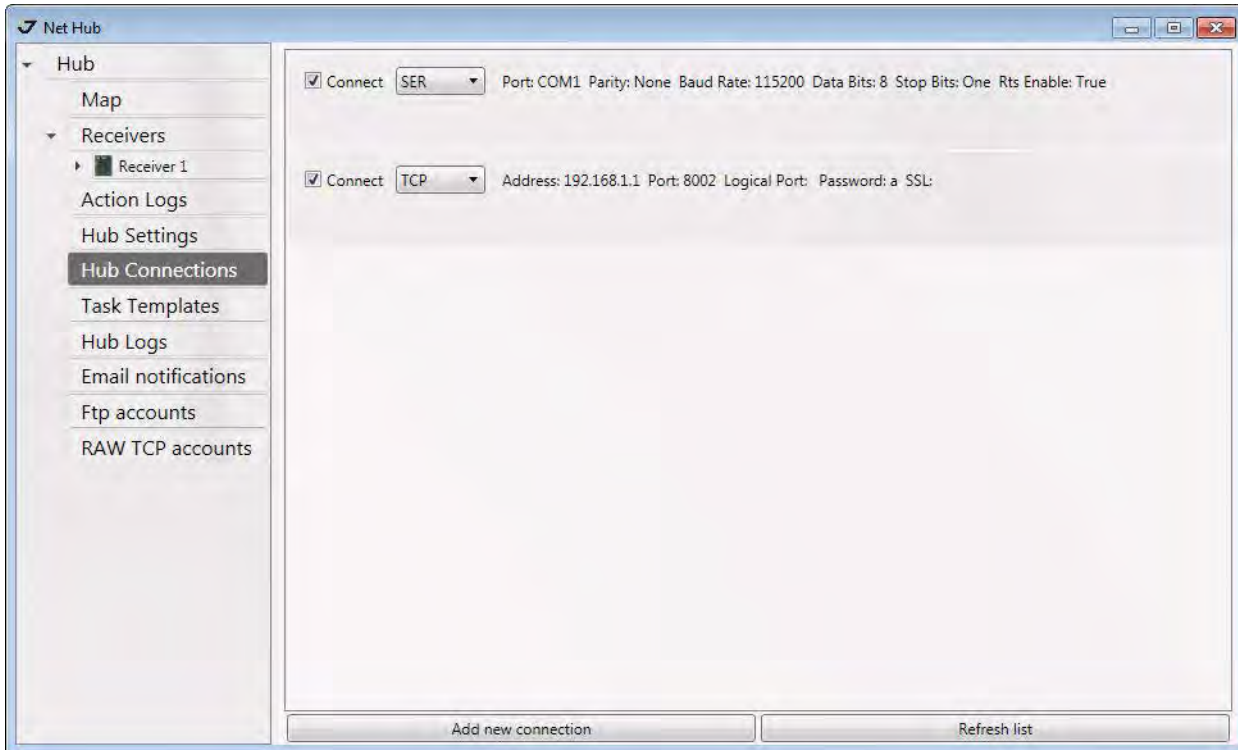 Net Hub
Hub
Map
Receivers
Receiver 1
Action Logs
Hub Settings
Hub Connections
Task Templates
Hub Logs
Email notifications
Ftp accounts
RAW TCP accounts
Connect SER Port: COM1 Parity: None Baud Rate: 115200 Data Bits: 8 Stop Bits: One Rts Enable: True
Connect TCP Address: 192.168.1.1 Port: 8002 Logical Port: Password: a SSL:
Add new connection Refresh list